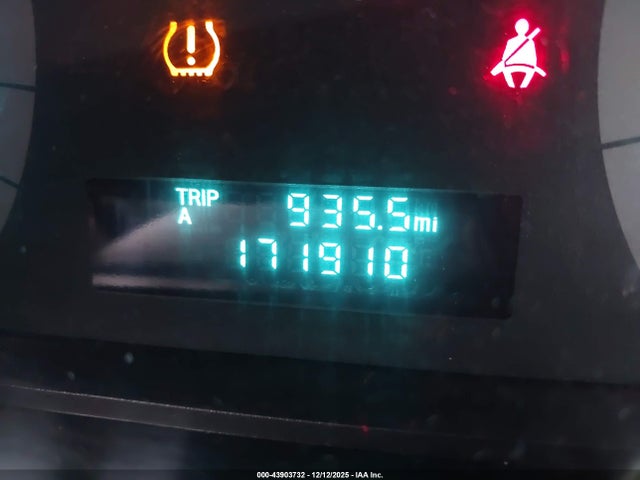 TRIP 935.5mi
A
171910
000-43903732 - 12/12/2025 - IAA Inc.